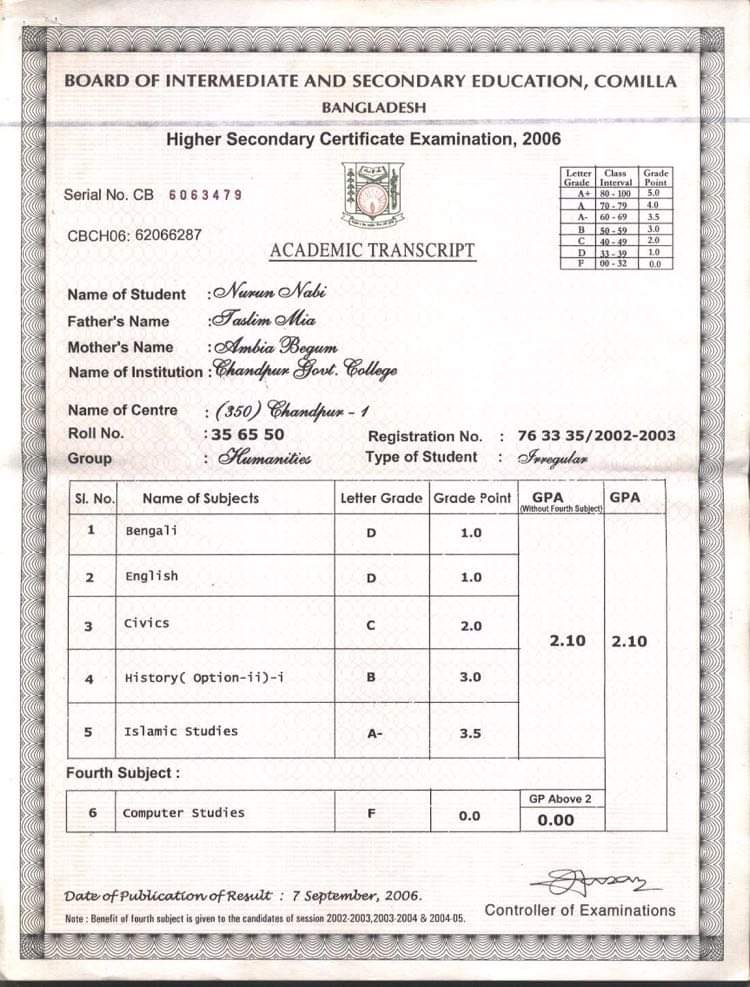 BOARD OF INTERMEDIATE AND SECONDARY EDUCATION, COMILLA
BANGLADESH
Higher Secondary Certificate Examination, 2006
Serial No. CB 6063479
CBCH06: 62066287
ACADEMIC TRANSCRIPT
Letter Grade Class Interval Grade Point
A+ 80 - 100 5.0
A 70 - 79 4.0
A- 60 - 69 3.5
B 50 - 59 3.0
C 40 - 49 2.0
D 33 - 39 1.0
F 00 - 32 0.0
Name of Student : Nurun Nabi
Father's Name : Taslim Mia
Mother's Name : Ambia Begum
Name of Institution : Chandpur Govt. College
Name of Centre : (350) Chandpur - 1
Roll No. : 35 65 50 Registration No. : 76 33 35/2002-2003
Group : Humanities Type of Student : Irregular
Sl. No. Name of Subjects Letter Grade Grade Point GPA (Without Fourth Subject) GPA
1 Bengali D 1.0
2 English D 1.0
3 Civics C 2.0
2.10 2.10
4 History( Option-ii)-i B 3.0
5 Islamic Studies A- 3.5
Fourth Subject :
6 Computer Studies F 0.0 GP Above 2
0.00
Date of Publication of Result : 7 September, 2006.
Controller of Examinations
Note : Benefit of fourth subject is given to the candidates of session 2002-2003,2003-2004 & 2004-05.